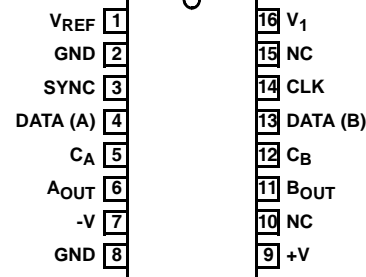 VREF 1 16 V1
GND 2 15 NC
SYNC 3 14 CLK
DATA (A) 4 13 DATA (B)
CA 5 12 CB
AOUT 6 11 BOUT
-V 7 10 NC
GND 8 9 +V